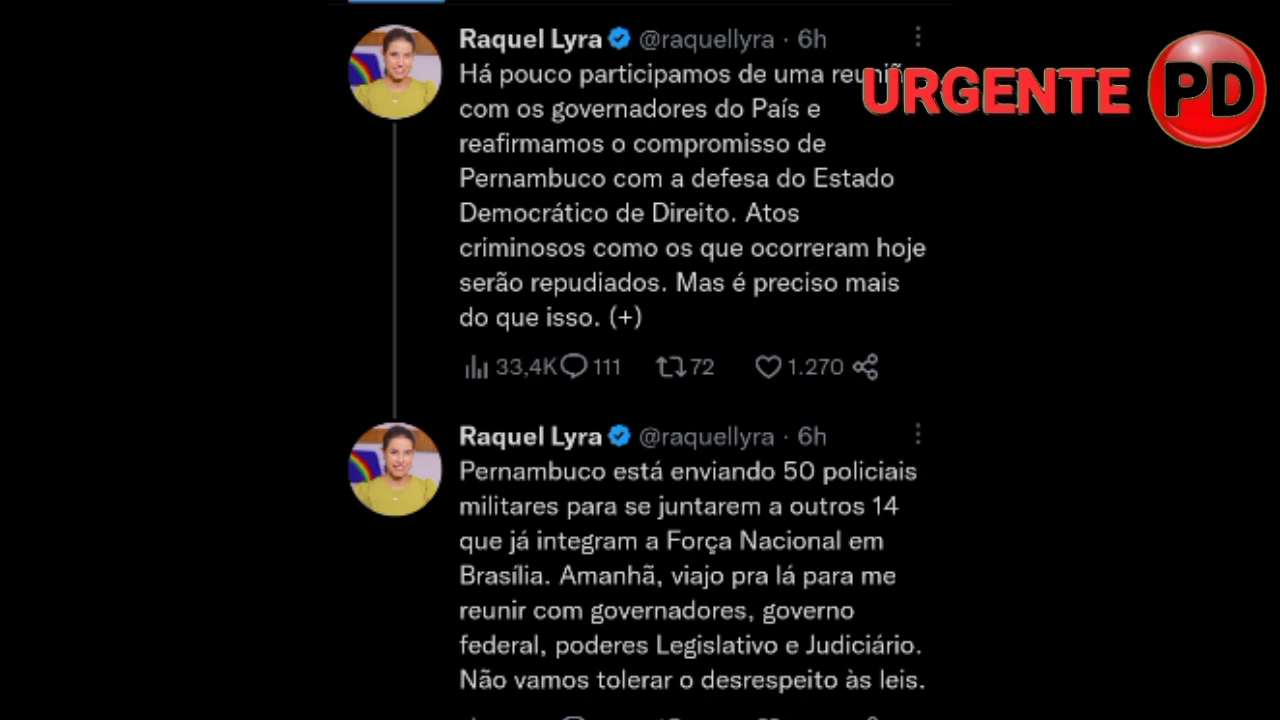 Raquel Lyra @raquellyra · 6h
Há pouco participamos de uma
com os governadores do País e
reafirmamos o compromisso de
Pernambuco com a defesa do Estado
Democrático de Direito. Atos
criminosos como os que ocorreram hoje
serão repudiados. Mas é preciso mais
do que isso. (+)
33,4K 111 72 1.270
Raquel Lyra @raquellyra · 6h
Pernambuco está enviando 50 policiais
militares para se juntarem a outros 14
que já integram a Força Nacional em
Brasília. Amanhã, viajo pra lá para me
reunir com governadores, governo
federal, poderes Legislativo e Judiciário.
Não vamos tolerar o desrespeito às leis.
URGENTE PD